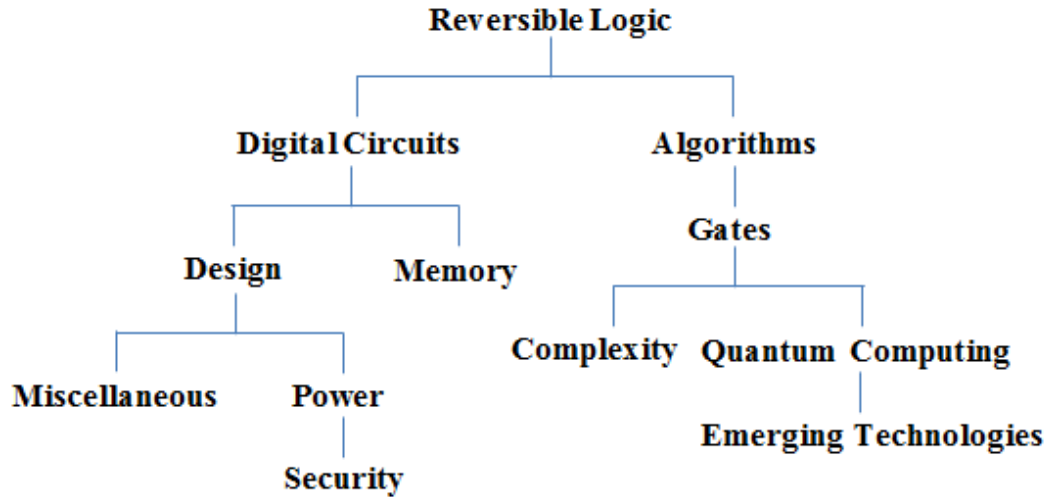 Reversible Logic
Digital Circuits
Algorithms
Gates
Design
Memory
Complexity
Quantum Computing
Miscellaneous
Power
Emerging Technologies
Security